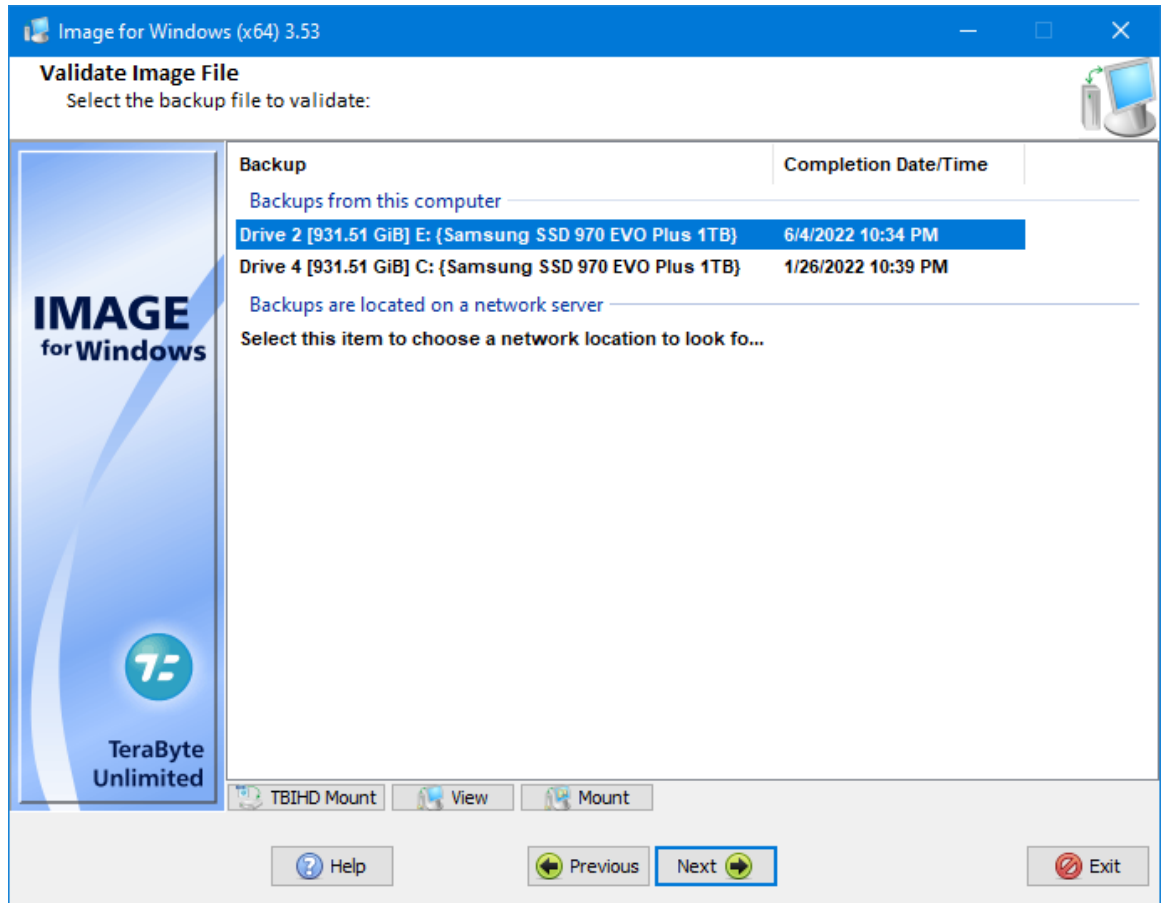 Image for Windows (x64) 3.53
Validate Image File
Select the backup file to validate:
Backup Completion Date/Time
Backups from this computer
Drive 2 [931.51 GiB] E: {Samsung SSD 970 EVO Plus 1TB} 6/4/2022 10:34 PM
Drive 4 [931.51 GiB] C: {Samsung SSD 970 EVO Plus 1TB} 1/26/2022 10:39 PM
Backups are located on a network server
Select this item to choose a network location to look fo...
IMAGE
for Windows
TeraByte
Unlimited
TBIHD Mount View Mount
Help Previous Next Exit